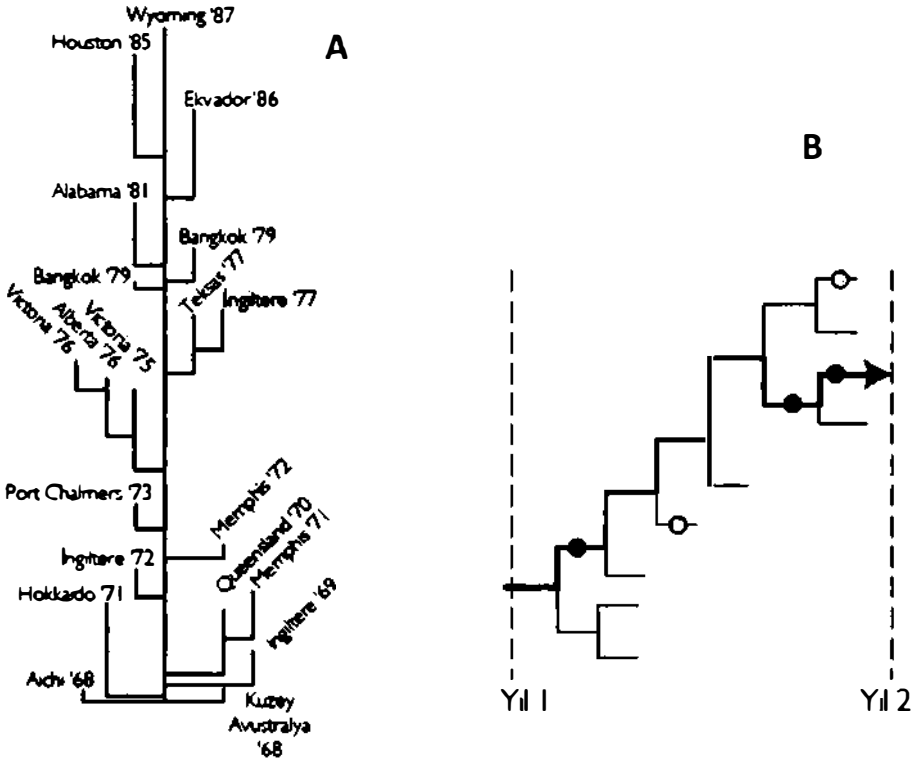 Wyoming '87
Houston '85
A
Ekvador '86
B
Alabama '81
Bangkok '79
Bangkok '79
Teksas '77
İngiltere '77
Victoria '76
Alberta '76
Victoria '75
Port Chalmers '73
Memphis '72
İngiltere '72
Queensland '70
Memphis '71
Hokkaido '71
İngiltere '69
Aichi '68
Kuzey
Avustralya
'68
Yıl 1
Yıl 2